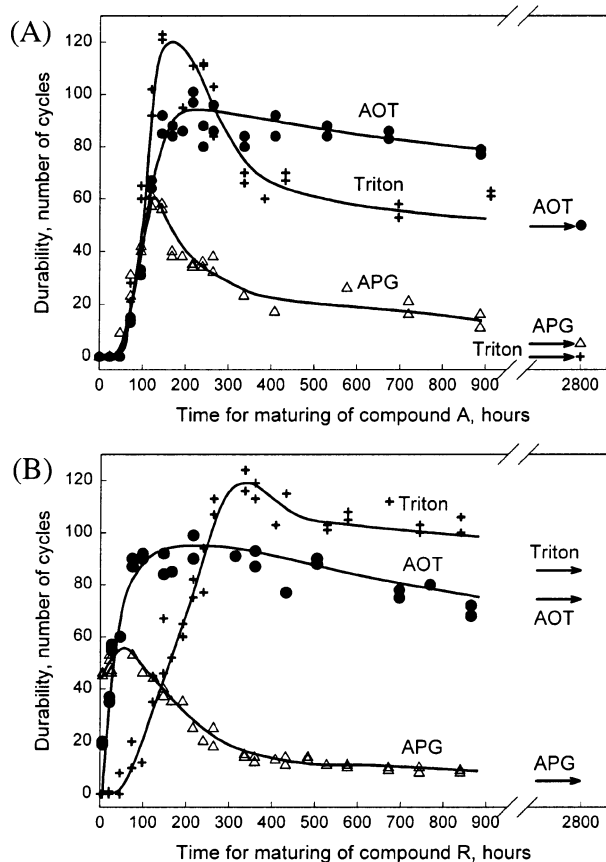 (A)
120
100
80
60
40
20
0
Durability, number of cycles
AOT
Triton
APG
AOT
APG
Triton
0 100 200 300 400 500 600 700 800 900 2800
Time for maturing of compound A, hours
(B)
120
100
80
60
40
20
0
Durability, number of cycles
Triton
AOT
APG
Triton
AOT
APG
0 100 200 300 400 500 600 700 800 900 2800
Time for maturing of compound R, hours